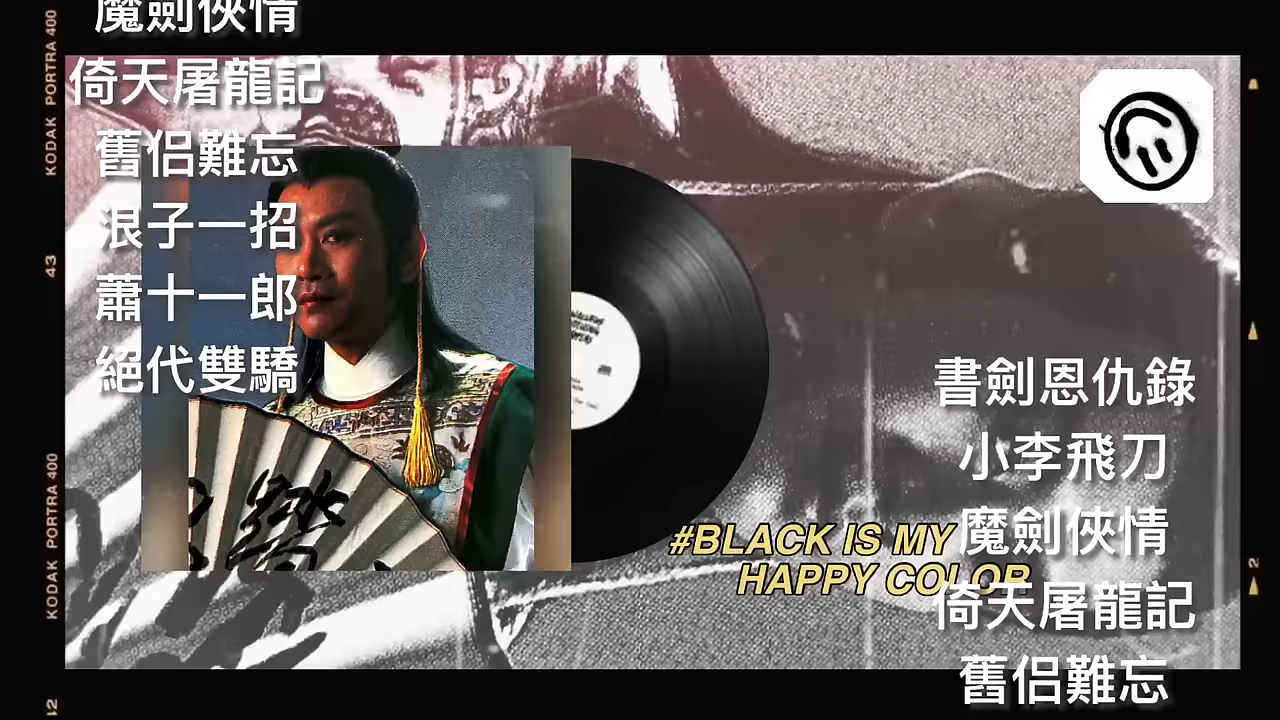 魔劍俠情
倚天屠龍記
舊侶難忘
浪子一招
蕭十一郎
絕代雙驕
書劍恩仇錄
小李飛刀
魔劍俠情
倚天屠龍記
舊侶難忘
#BLACK IS MY
HAPPY COLOR
KODAK PORTRA 400
43
KODAK PORTRA 400
42
2